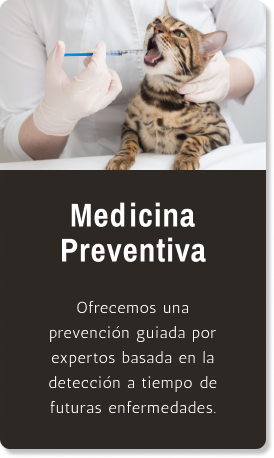 Medicina
Preventiva
Ofrecemos una
prevención guiada por
expertos basada en la
detección a tiempo de
futuras enfermedades.